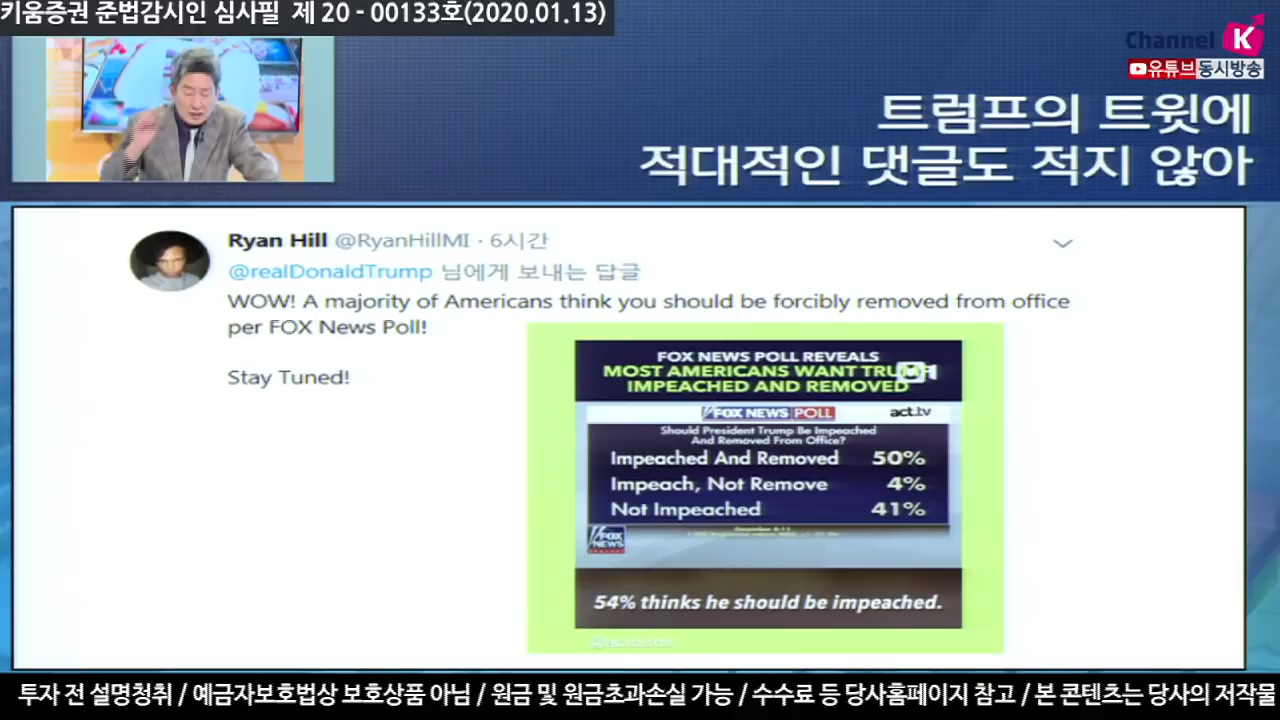 키움증권 준법감시인 심사필 제 20 - 00133호(2020.01.13)
Channel K
유튜브동시방송
트럼프의 트윗에
적대적인 댓글도 적지 않아
Ryan Hill @RyanHillMI · 6시간
@realDonaldTrump 님에게 보내는 답글
WOW! A majority of Americans think you should be forcibly removed from office
per FOX News Poll!
Stay Tuned!
FOX NEWS POLL REVEALS
MOST AMERICANS WANT TRUMP
IMPEACHED AND REMOVED
FOX NEWS POLL act.tv
Should President Trump Be Impeached
And Removed From Office?
Impeached And Removed 50%
Impeach, Not Remove 4%
Not Impeached 41%
FOX
NEWS
54% thinks he should be impeached.
투자 전 설명청취 / 예금자보호법상 보호상품 아님 / 원금 및 원금초과손실 가능 / 수수료 등 당사홈페이지 참고 / 본 콘텐츠는 당사의 저작물